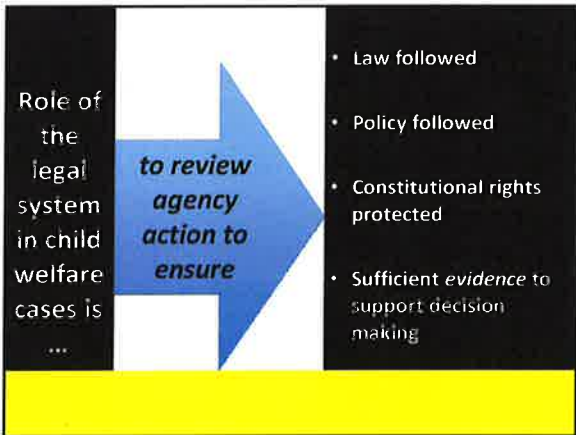 Role of
the
legal
system
in child
welfare
cases is
...
to review
agency
action to
ensure
• Law followed
• Policy followed
• Constitutional rights
protected
• Sufficient evidence to
support decision
making